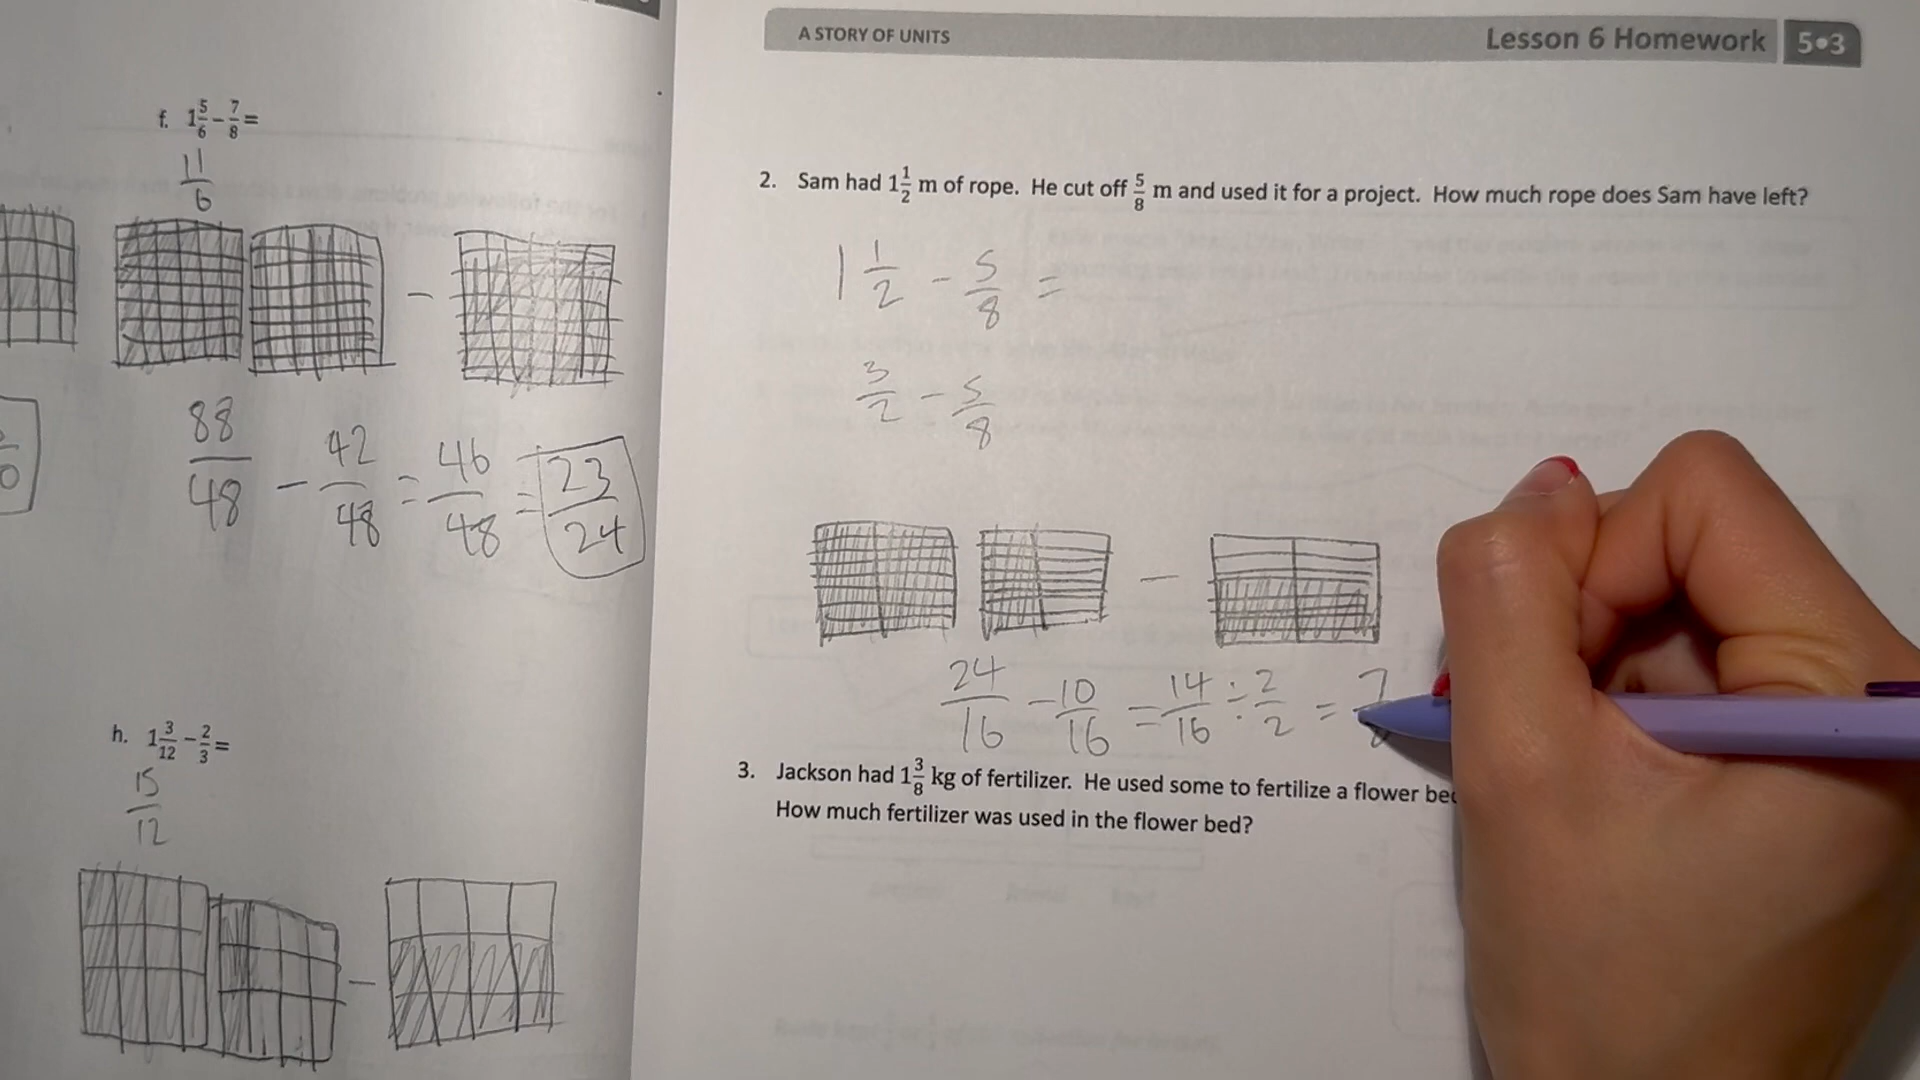 f. 1 5/6 - 7/8 =
11/6
88/48 - 42/48 = 46/48 = 23/24
h. 1 3/12 - 2/3 =
15/12
A STORY OF UNITS
Lesson 6 Homework 5•3
2. Sam had 1 1/2 m of rope. He cut off 5/8 m and used it for a project. How much rope does Sam have left?
1 1/2 - 5/8 =
3/2 - 5/8
24/16 - 10/16 = 14/16 ÷ 2/2 = 7/8
3. Jackson had 1 3/8 kg of fertilizer. He used some to fertilize a flower
How much fertilizer was used in the flower bed?